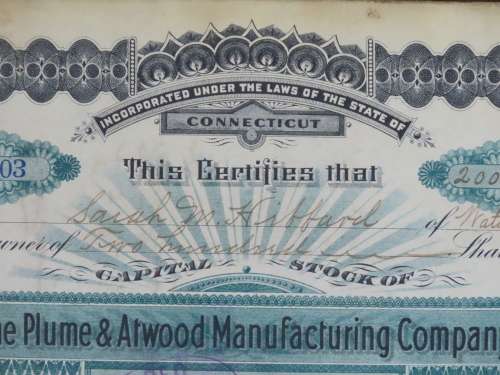 INCORPORATED UNDER THE LAWS OF THE STATE OF
CONNECTICUT
03 This Certifies that 200
Sarah M. Hibbard of Wat
owner of Two hundred Sha
CAPITAL STOCK OF
he Plume & Atwood Manufacturing Company